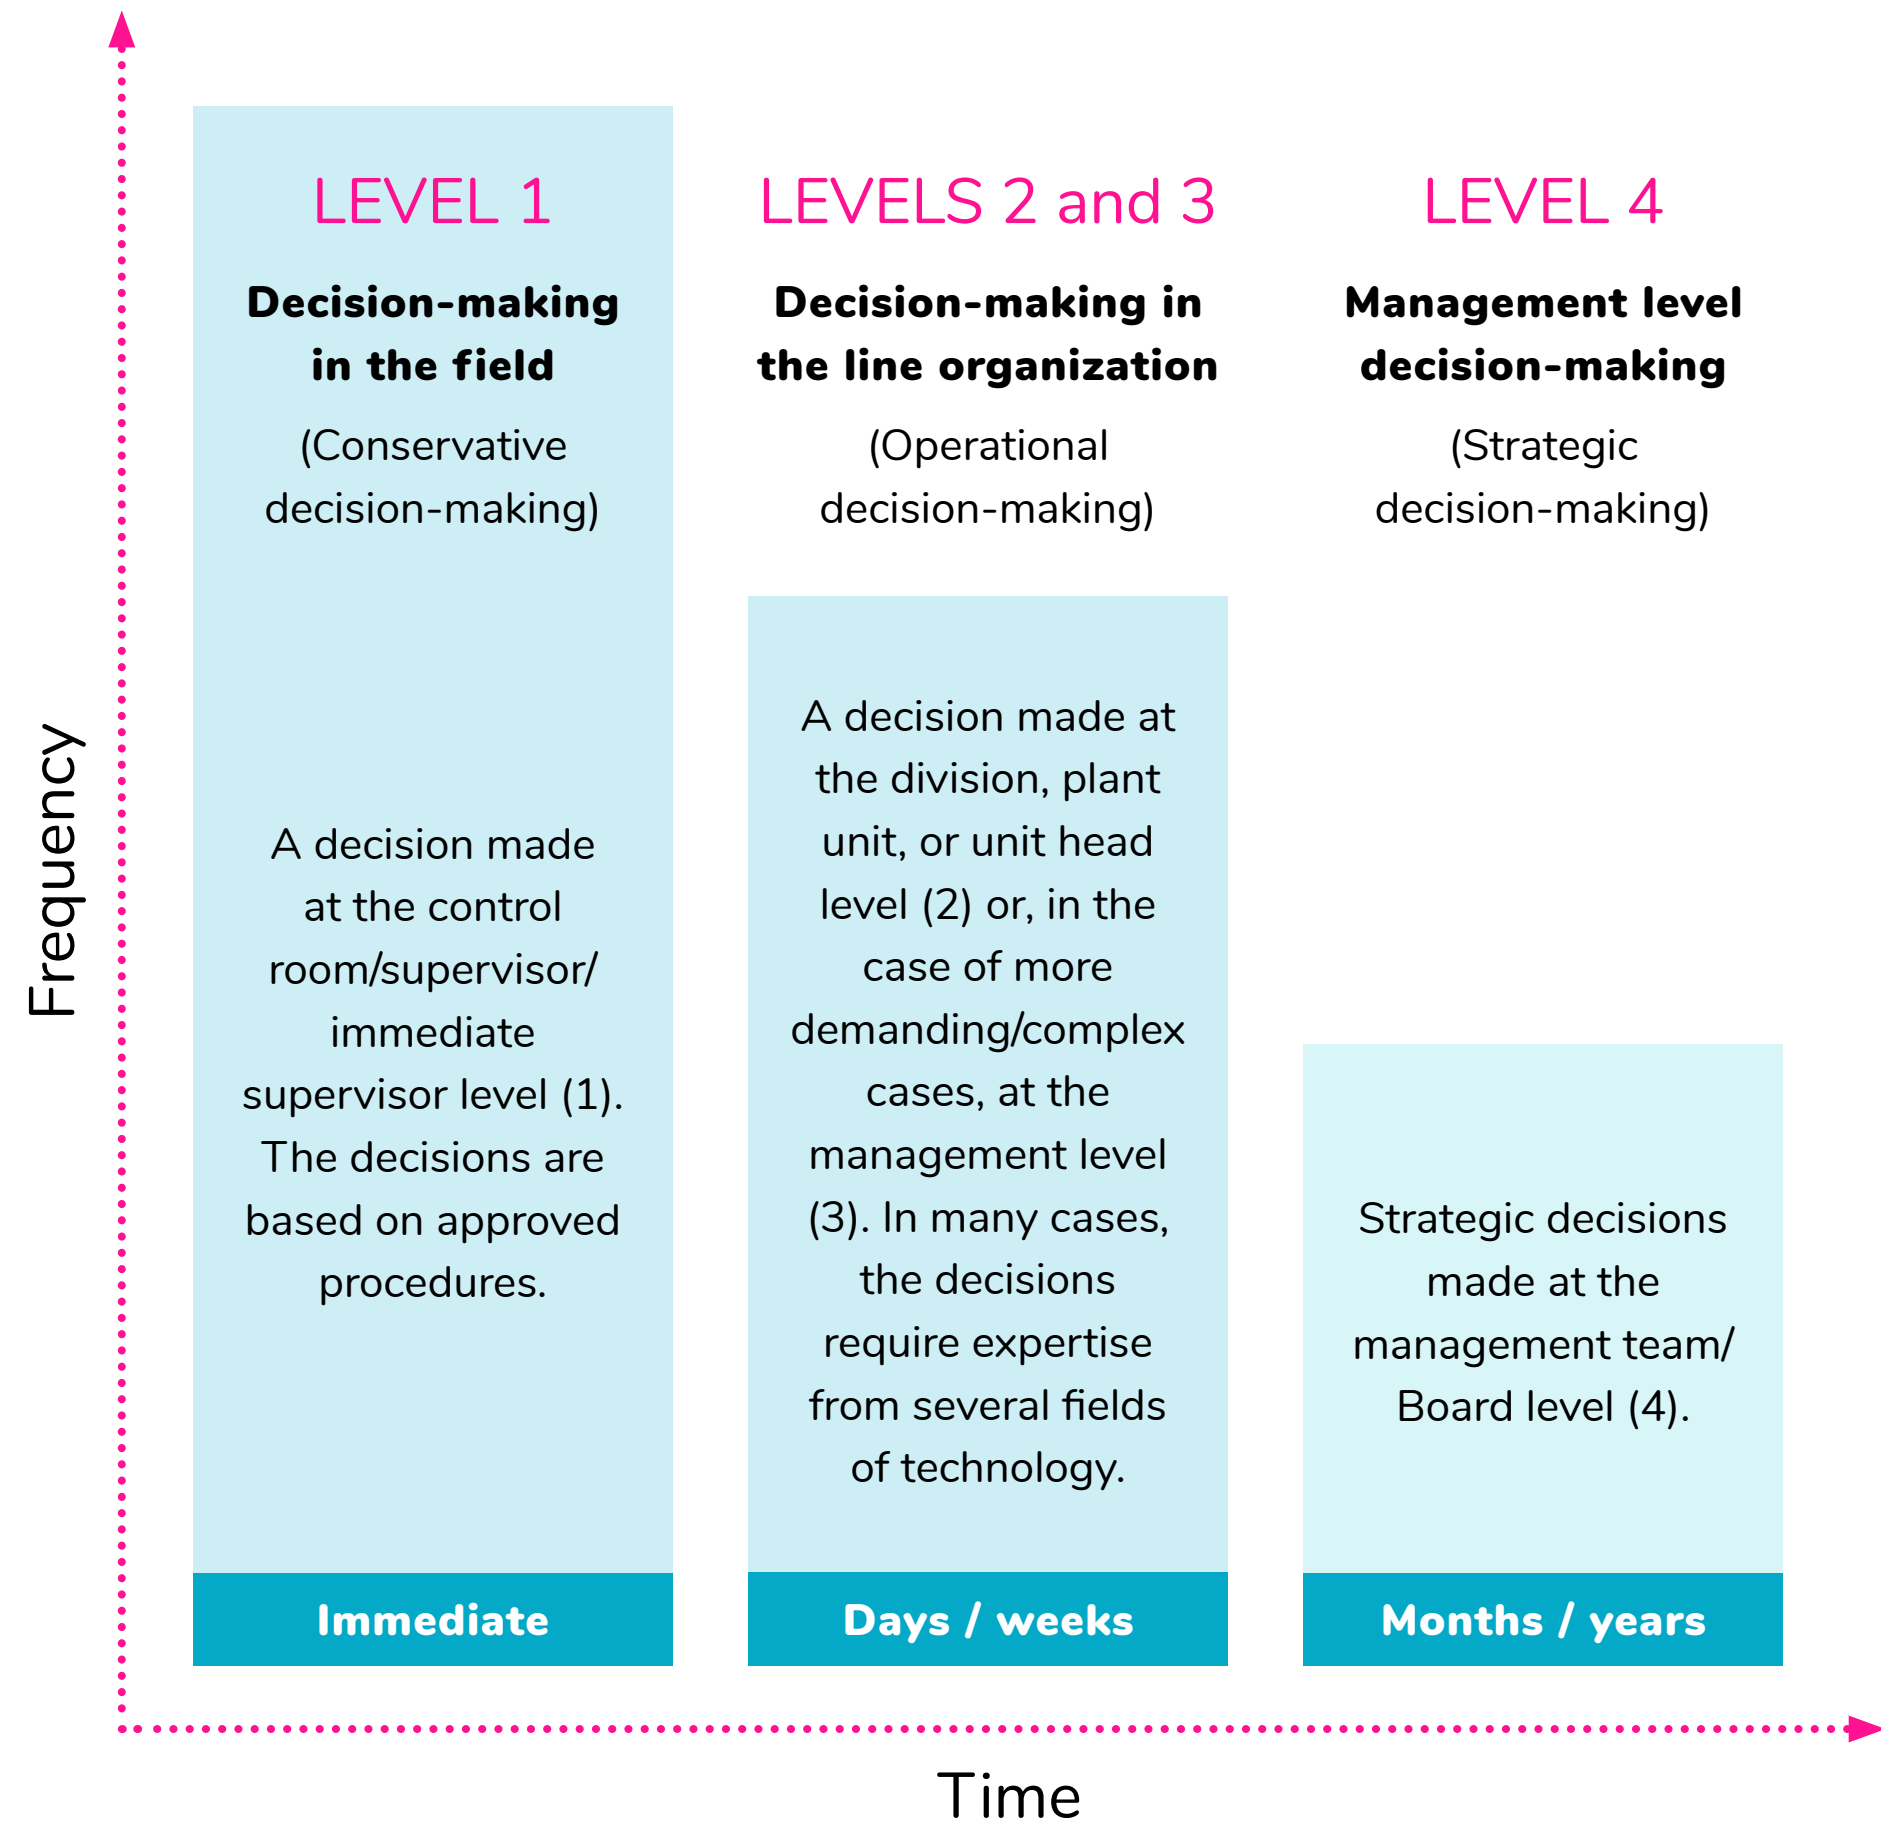 Frequency
LEVEL 1
Decision-making
in the field
(Conservative
decision-making)
A decision made
at the control
room/supervisor/
immediate
supervisor level (1).
The decisions are
based on approved
procedures.
Immediate
LEVELS 2 and 3
Decision-making in
the line organization
(Operational
decision-making)
A decision made at
the division, plant
unit, or unit head
level (2) or, in the
case of more
demanding/complex
cases, at the
management level
(3). In many cases,
the decisions
require expertise
from several fields
of technology.
Days / weeks
LEVEL 4
Management level
decision-making
(Strategic
decision-making)
Strategic decisions
made at the
management team/
Board level (4).
Months / years
Time